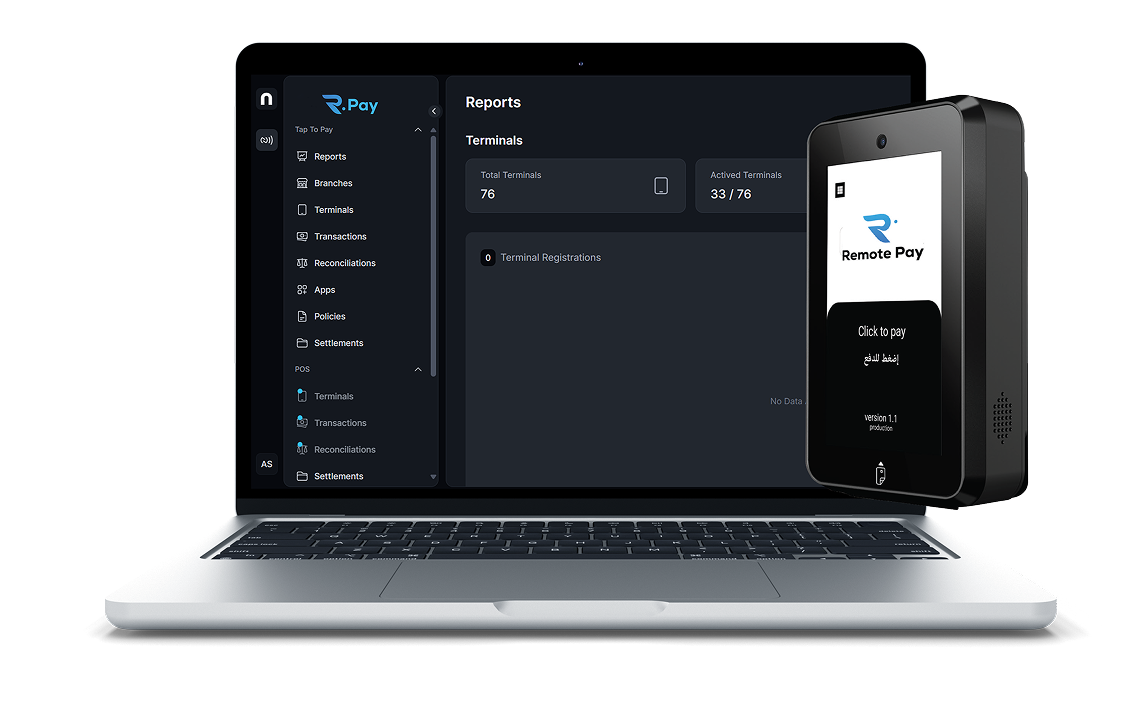 R.Pay
Tap To Pay
Reports
Branches
Terminals
Transactions
Reconciliations
Apps
Policies
Settlements
POS
Terminals
Transactions
Reconciliations
Settlements
AS
Reports
Terminals
Total Terminals
76
Actived Terminals
33 / 76
0 Terminal Registrations
No Data
Remote Pay
Click to pay
إضغط للدفع
version 1.1
production